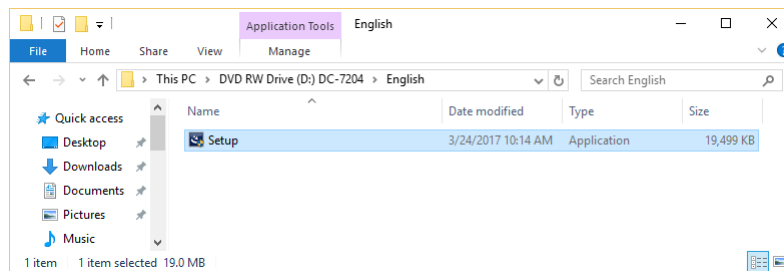 Application Tools English
File Home Share View Manage
This PC > DVD RW Drive (D:) DC-7204 > English Search English
Quick access
Desktop
Downloads
Documents
Pictures
Music
Name Date modified Type Size
Setup 3/24/2017 10:14 AM Application 19,499 KB
1 item 1 item selected 19.0 MB